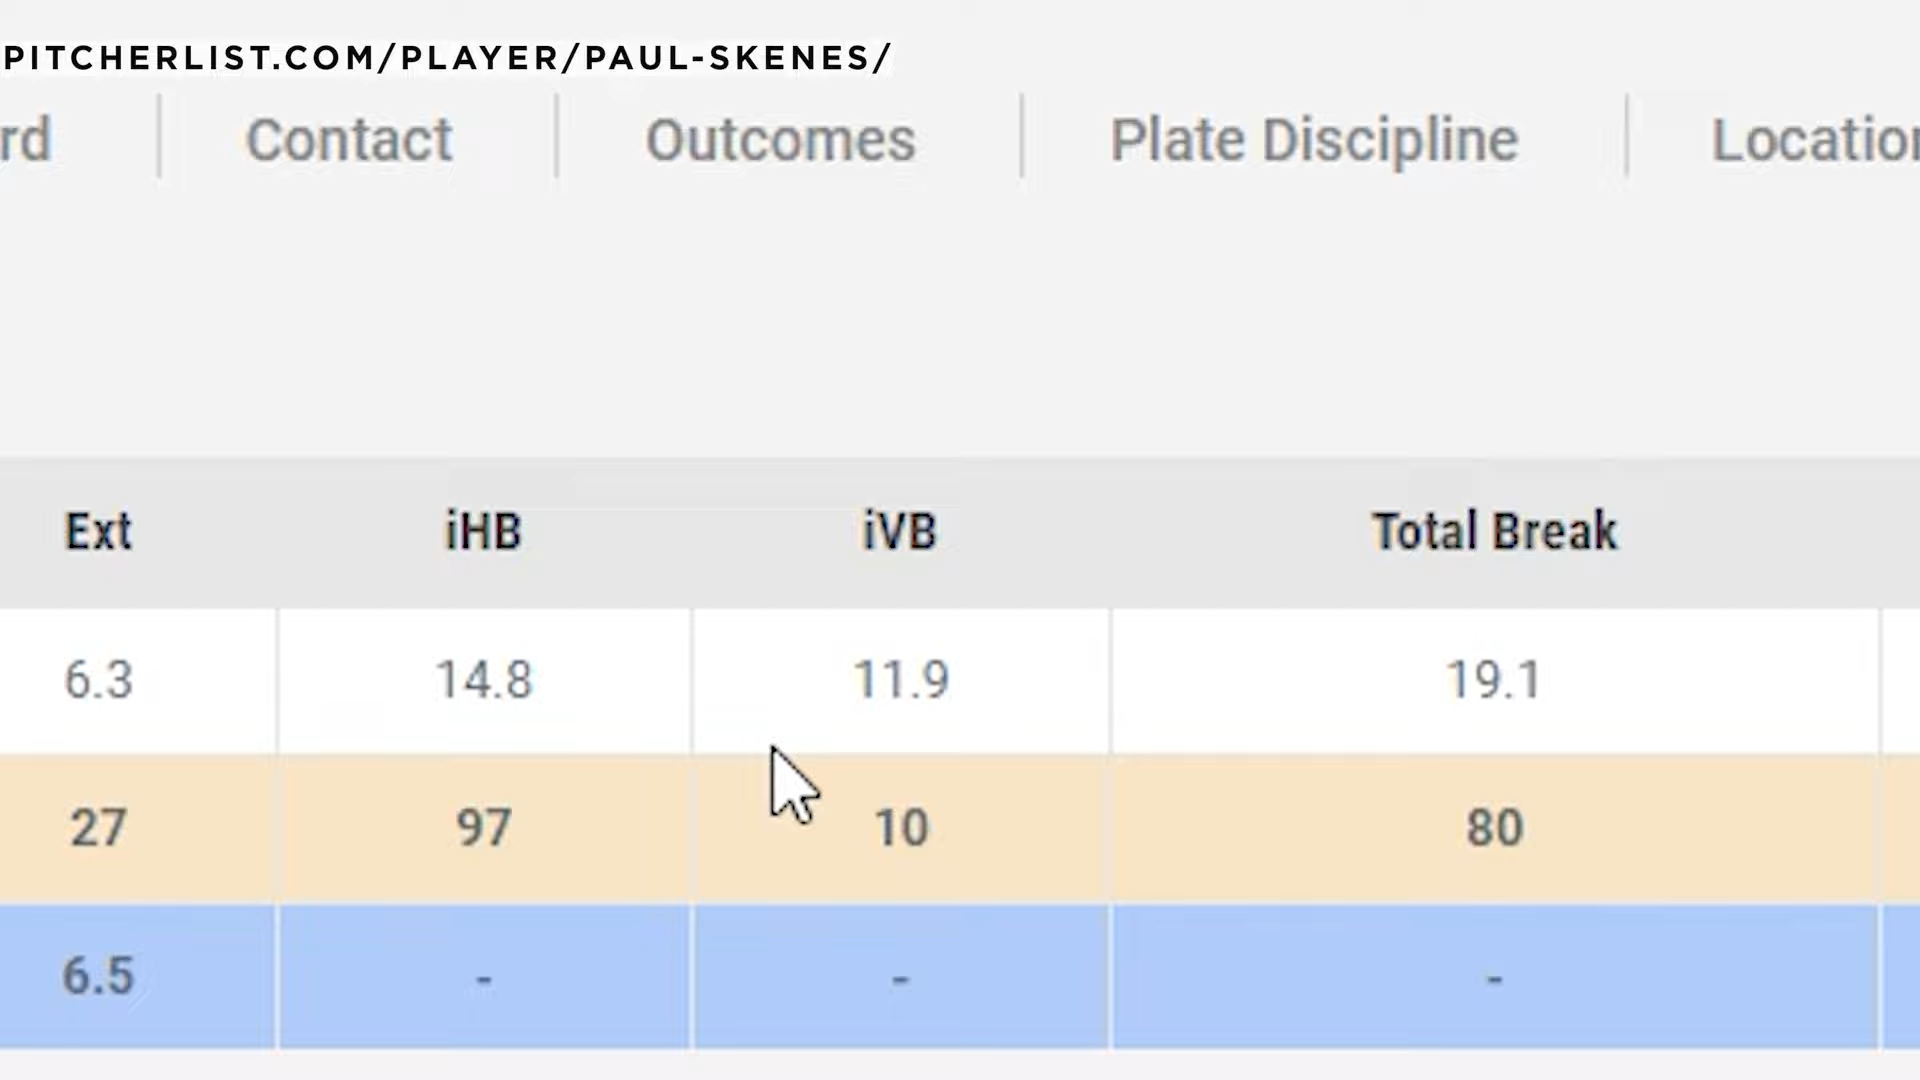 PITCHERLIST.COM/PLAYER/PAUL-SKENES/
rd Contact Outcomes Plate Discipline Location
Ext iHB iVB Total Break
6.3 14.8 11.9 19.1
27 97 10 80
6.5 - - -